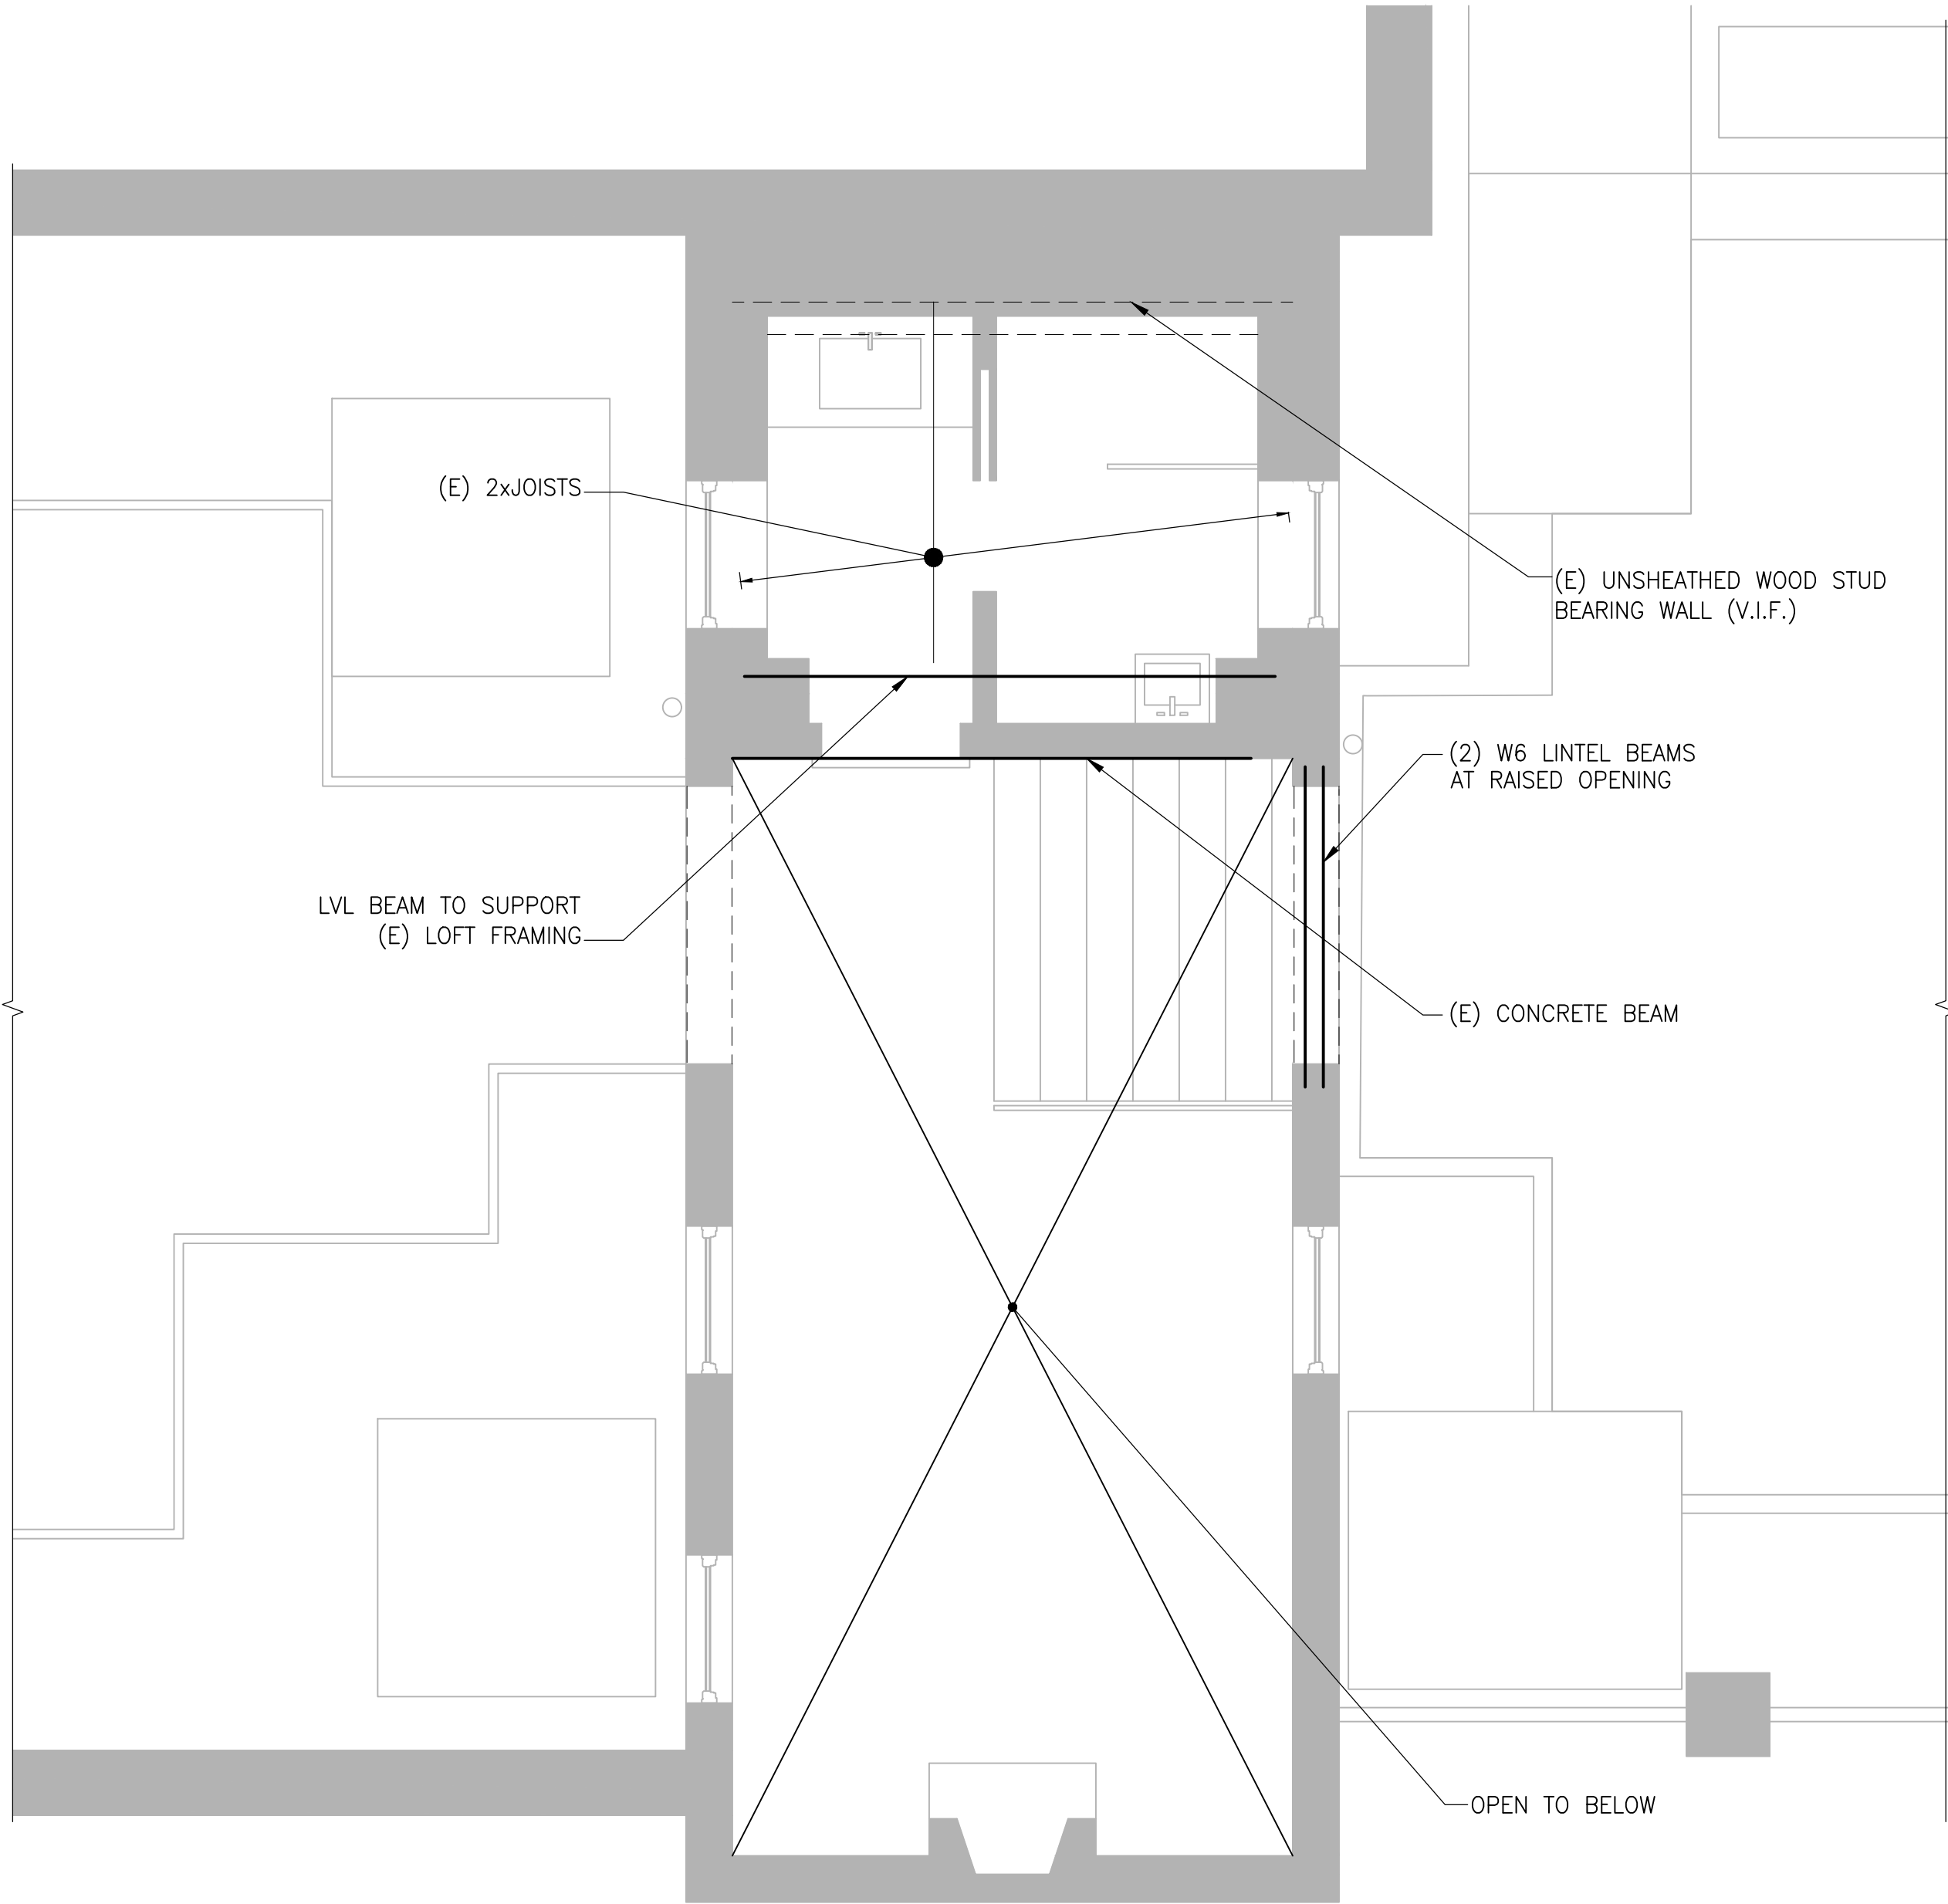 (E) 2xJOISTS
(E) UNSHEATHED WOOD STUD
BEARING WALL (V.I.F.)
(2) W6 LINTEL BEAMS
AT RAISED OPENING
LVL BEAM TO SUPPORT
(E) LOFT FRAMING
(E) CONCRETE BEAM
OPEN TO BELOW